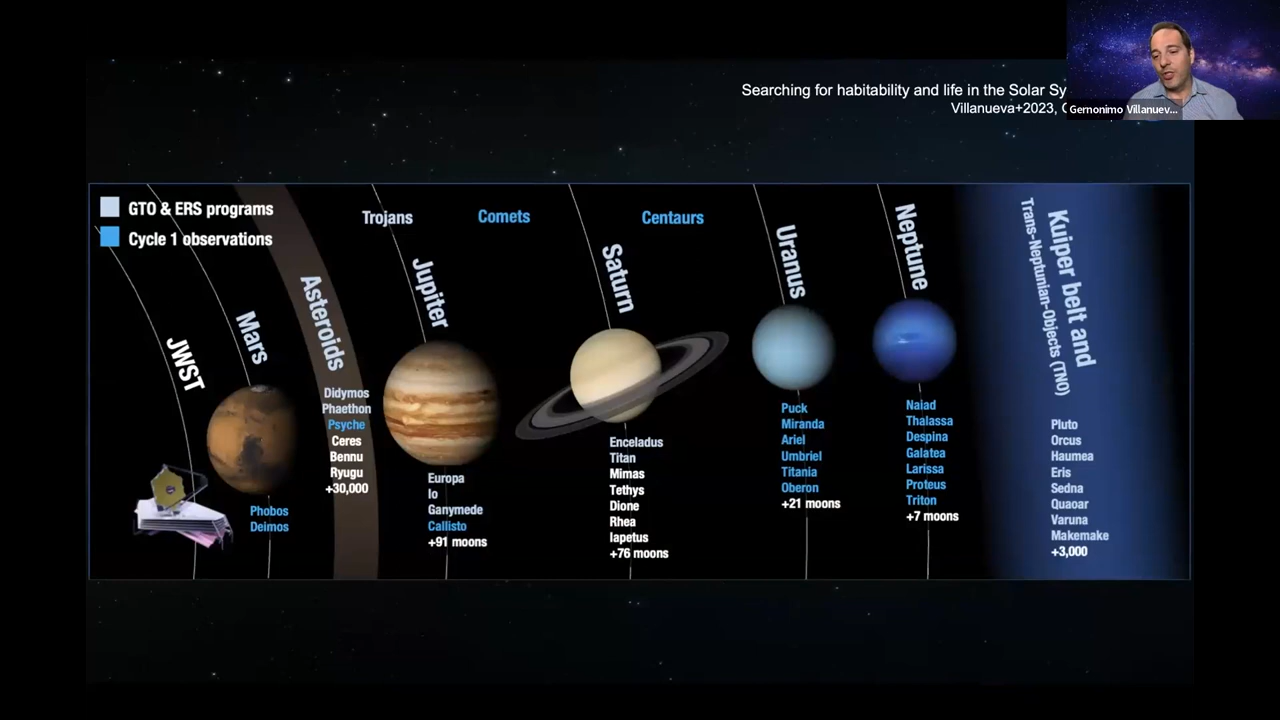 Searching for habitability and life in the Solar
Villanueva+2023,
Geronimo Villanuev...
GTO & ERS programs
Cycle 1 observations
Trojans
Comets
Centaurs
JWST
Mars
Phobos
Deimos
Asteroids
Didymos
Phaethon
Psyche
Ceres
Bennu
Ryugu
+30,000
Jupiter
Europa
Io
Ganymede
Callisto
+91 moons
Saturn
Enceladus
Titan
Mimas
Tethys
Dione
Rhea
Iapetus
+76 moons
Uranus
Puck
Miranda
Ariel
Umbriel
Titania
Oberon
+21 moons
Neptune
Naiad
Thalassa
Despina
Galatea
Larissa
Proteus
Triton
+7 moons
Kuiper belt and
Trans-Neptunian-Objects (TNO)
Pluto
Orcus
Haumea
Eris
Sedna
Quaoar
Varuna
Makemake
+3,000